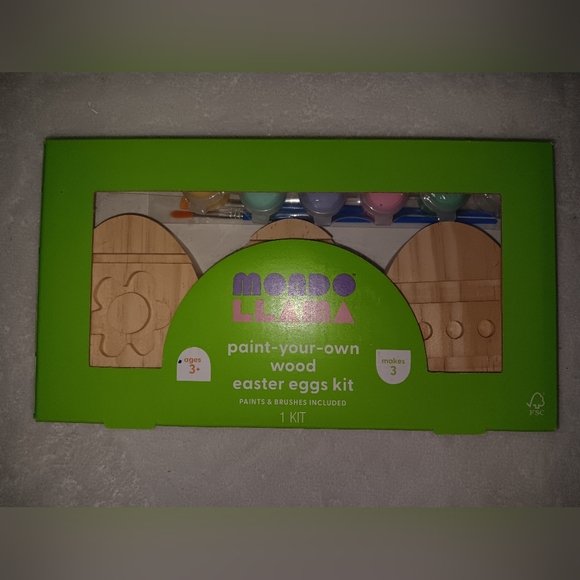 MONDO
LLAMA
paint-your-own
wood
easter eggs kit
PAINTS & BRUSHES INCLUDED
1 KIT
ages
3+
makes
3
FSC